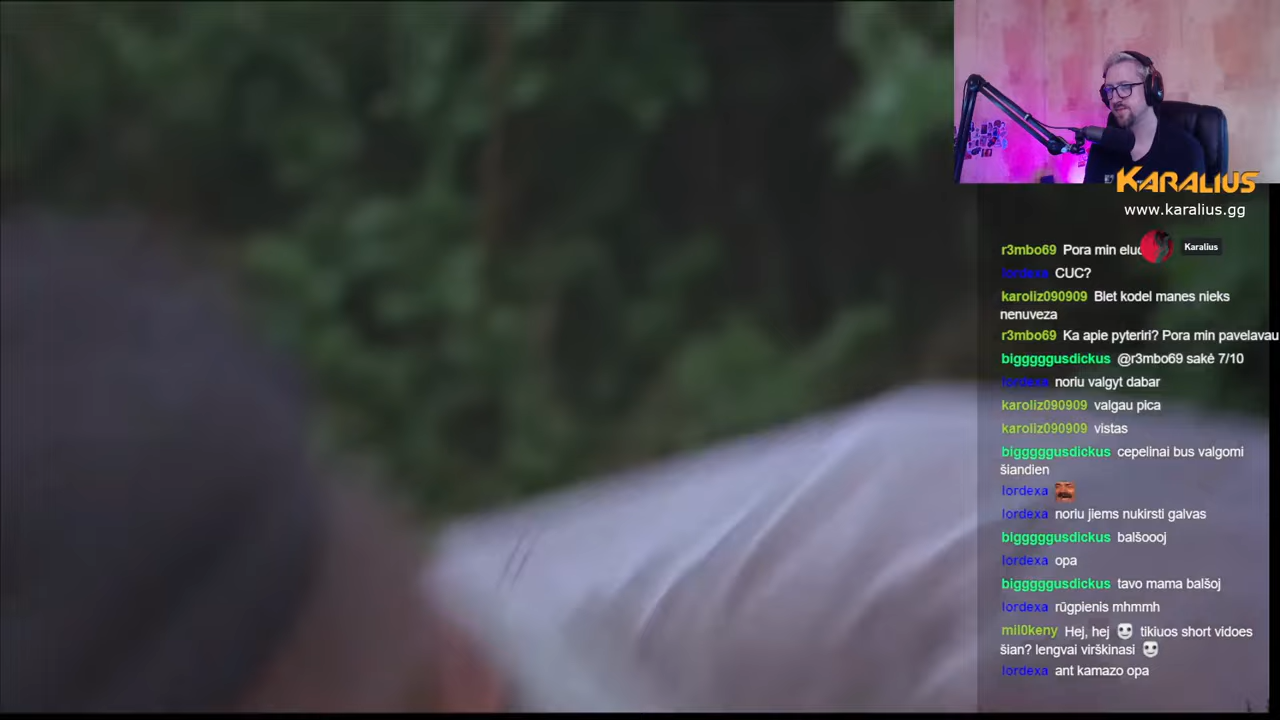 KARALIUS
www.karalius.gg
Karalius
r3mbo69 Pora min
lordexa CUC?
karoliz090909 Blet kodel manes nieks
nenuveza
r3mbo69 Ka apie pyteriri? Pora min pavelavau
bigggggusdickus @r3mbo69 sakė 7/10
lordexa noriu valgyt dabar
karoliz090909 valgau pica
karoliz090909 vistas
bigggggusdickus cepelinai bus valgomi
šiandien
lordexa
lordexa noriu jiems nukirsti galvas
bigggggusdickus balšoooj
lordexa opa
bigggggusdickus tavo mama balšoj
lordexa rūgpienis mhmmh
mil0keny Hej, hej tikiuos short vidoes
šian? lengvai virškinasi
lordexa ant kamazo opa